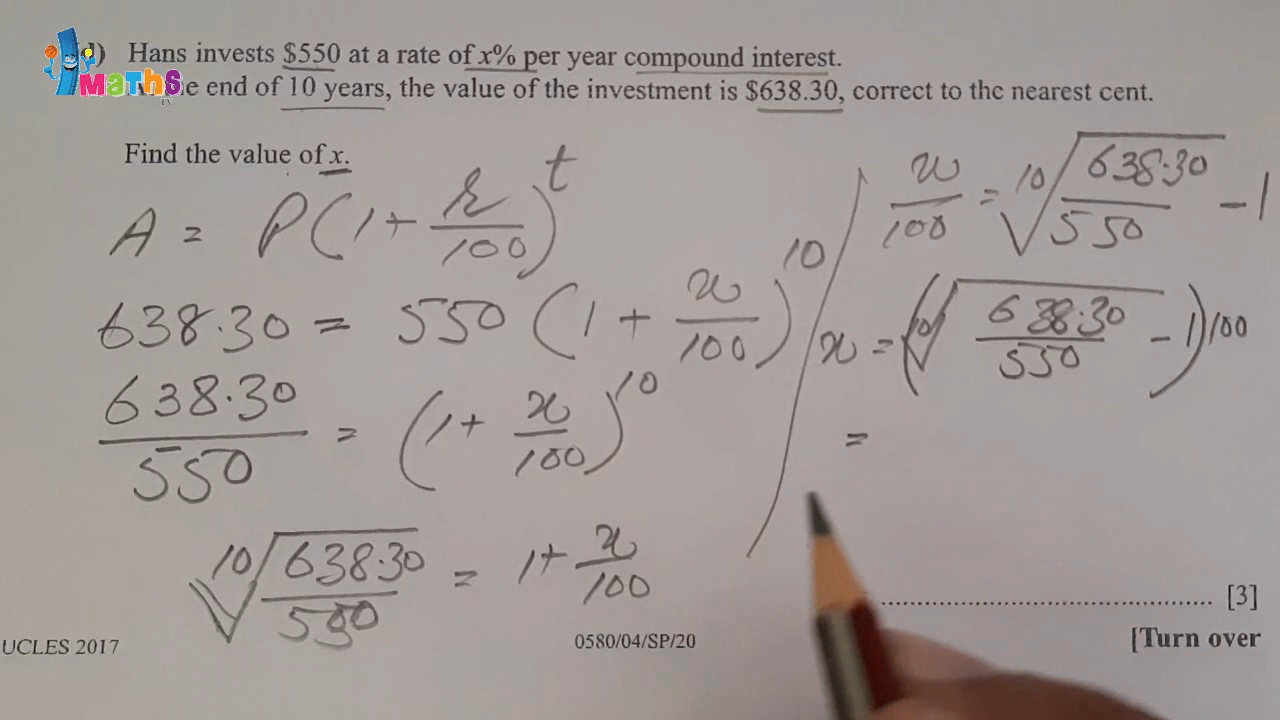 d) Hans invests $550 at a rate of x% per year compound interest.
e end of 10 years, the value of the investment is $638.30, correct to the nearest cent.
MaTHS
TV
Find the value of x.
A = P(1 + r/100)^t
638.30 = 550 (1 + x/100)^10
638.30/550 = (1 + x/100)^10
10√638.30/550 = 1 + x/100
x/100 = 10√638.30/550 - 1
x = (10√638.30/550 - 1)100
=
[3]
UCLES 2017
0580/04/SP/20
[Turn over